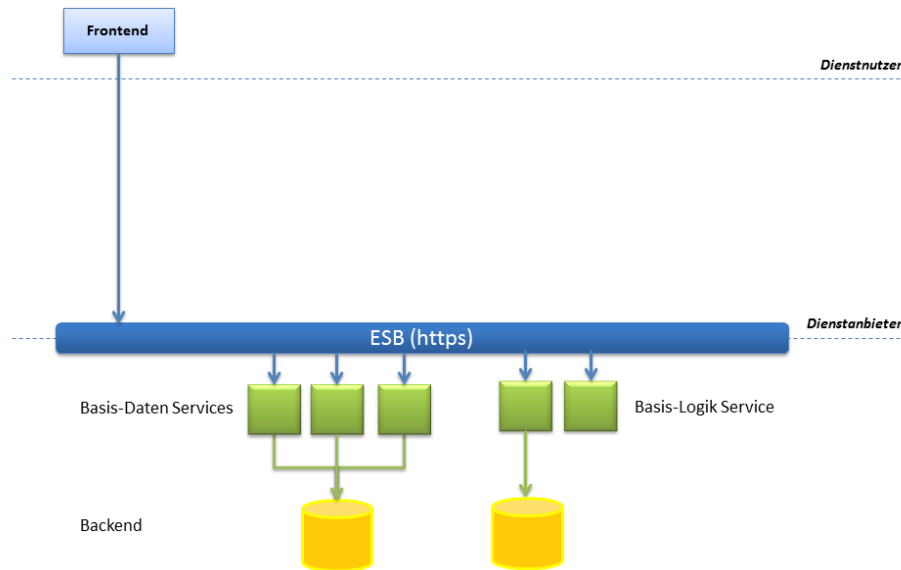 Frontend
Dienstnutzer
Dienstanbieter
ESB (https)
Basis-Daten Services
Basis-Logik Service
Backend